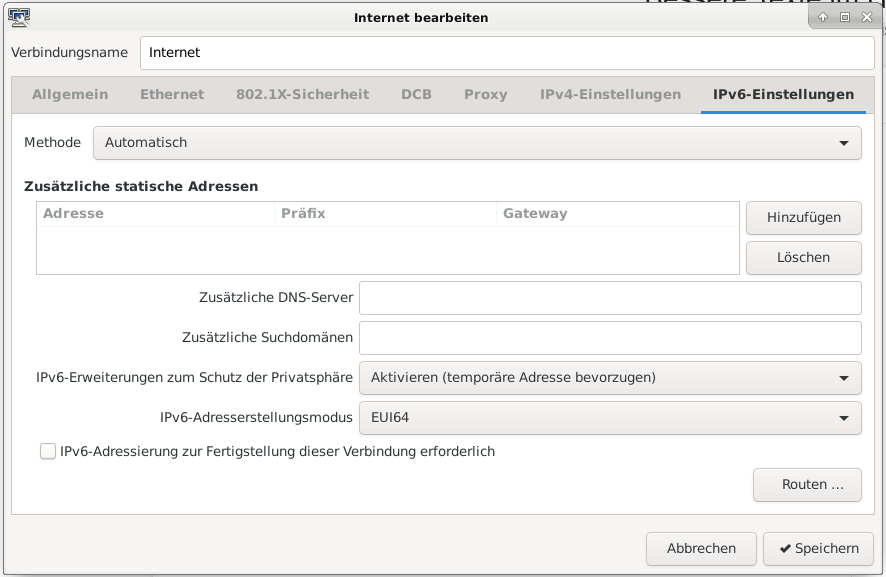 Internet bearbeiten
Verbindungsname Internet
Allgemein Ethernet 802.1X-Sicherheit DCB Proxy IPv4-Einstellungen IPv6-Einstellungen
Methode Automatisch
Zusätzliche statische Adressen
Adresse Präfix Gateway
Hinzufügen
Löschen
Zusätzliche DNS-Server
Zusätzliche Suchdomänen
IPv6-Erweiterungen zum Schutz der Privatsphäre Aktivieren (temporäre Adresse bevorzugen)
IPv6-Adresserstellungsmodus EUI64
IPv6-Adressierung zur Fertigstellung dieser Verbindung erforderlich
Routen ...
Abbrechen Speichern